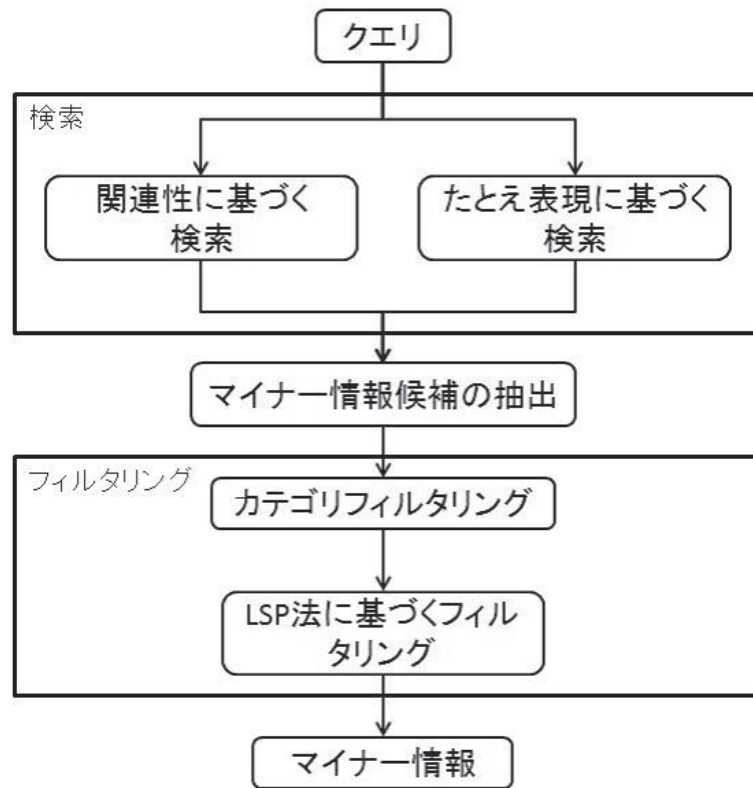 クエリ
検索
関連性に基づく
検索
たとえ表現に基づく
検索
マイナー情報候補の抽出
フィルタリング
カテゴリフィルタリング
LSP法に基づくフィル
タリング
マイナー情報